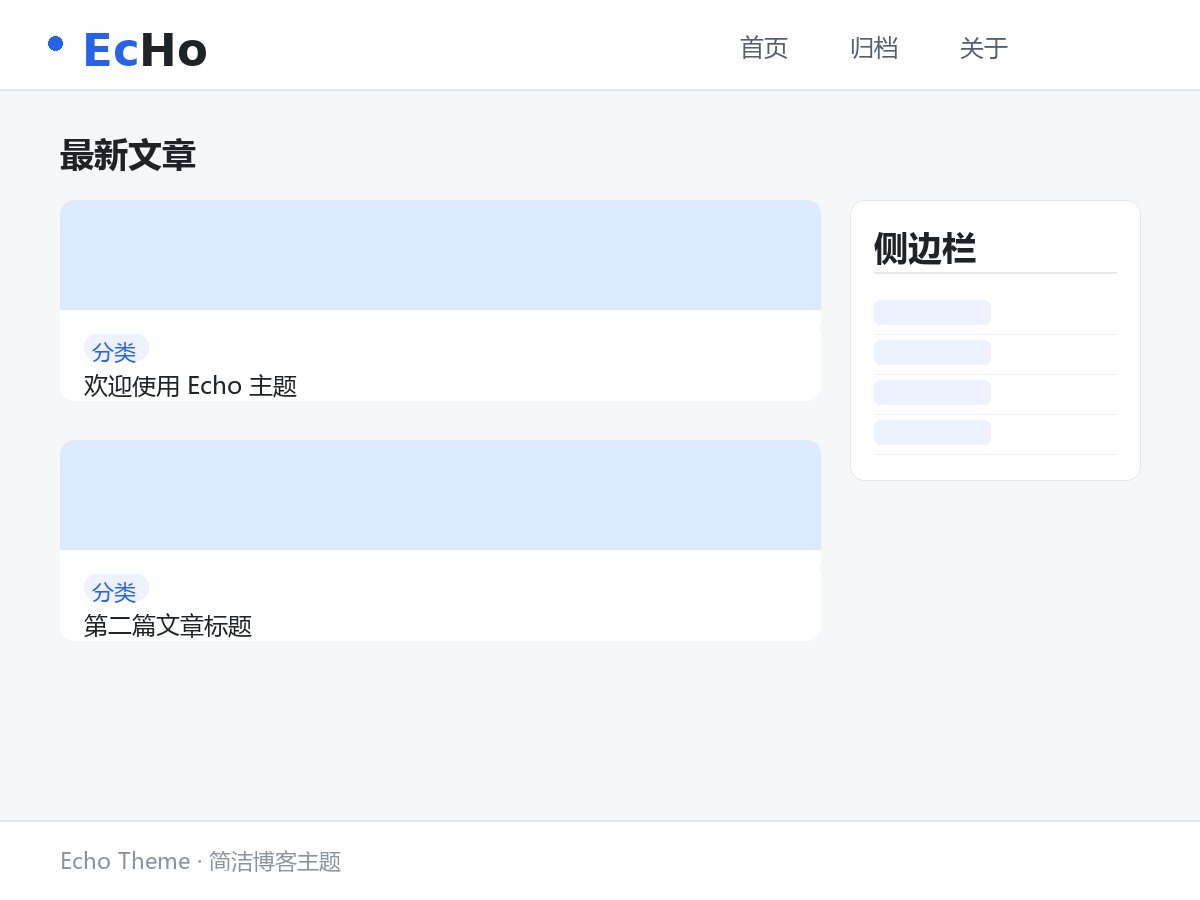 EcHo
首页 归档 关于
最新文章
分类
欢迎使用 Echo 主题
分类
第二篇文章标题
侧边栏
Echo Theme · 简洁博客主题